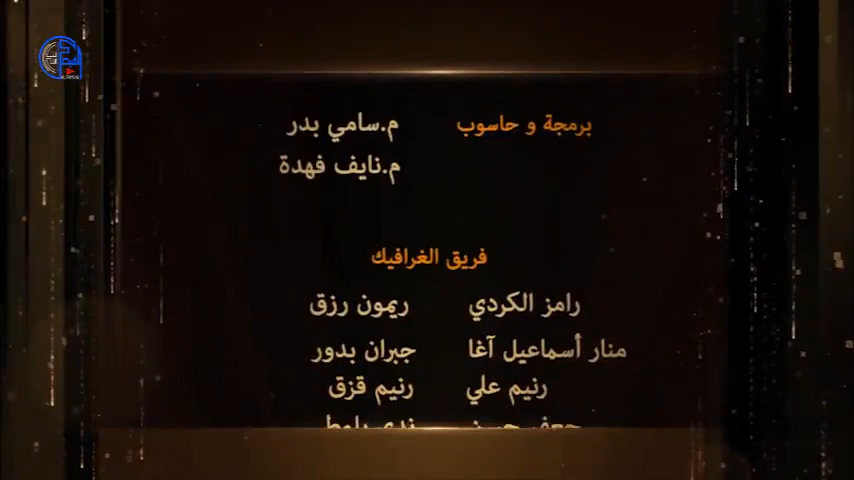 برمجة و حاسوب م.سامي بدر
م.نايف فهدة
فريق الغرافيك
رامز الكردي ريمون رزق
منار أسماعيل آغا جبران بدور
رنيم علي رنيم قزق